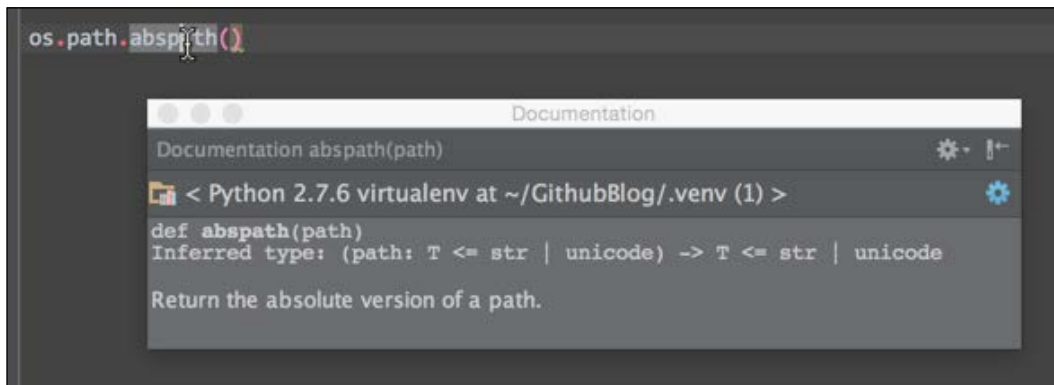 os.path.abspath()
Documentation
Documentation abspath(path)
< Python 2.7.6 virtualenv at ~/GithubBlog/.venv (1) >
def abspath(path)
Inferred type: (path: T <= str | unicode) -> T <= str | unicode
Return the absolute version of a path.